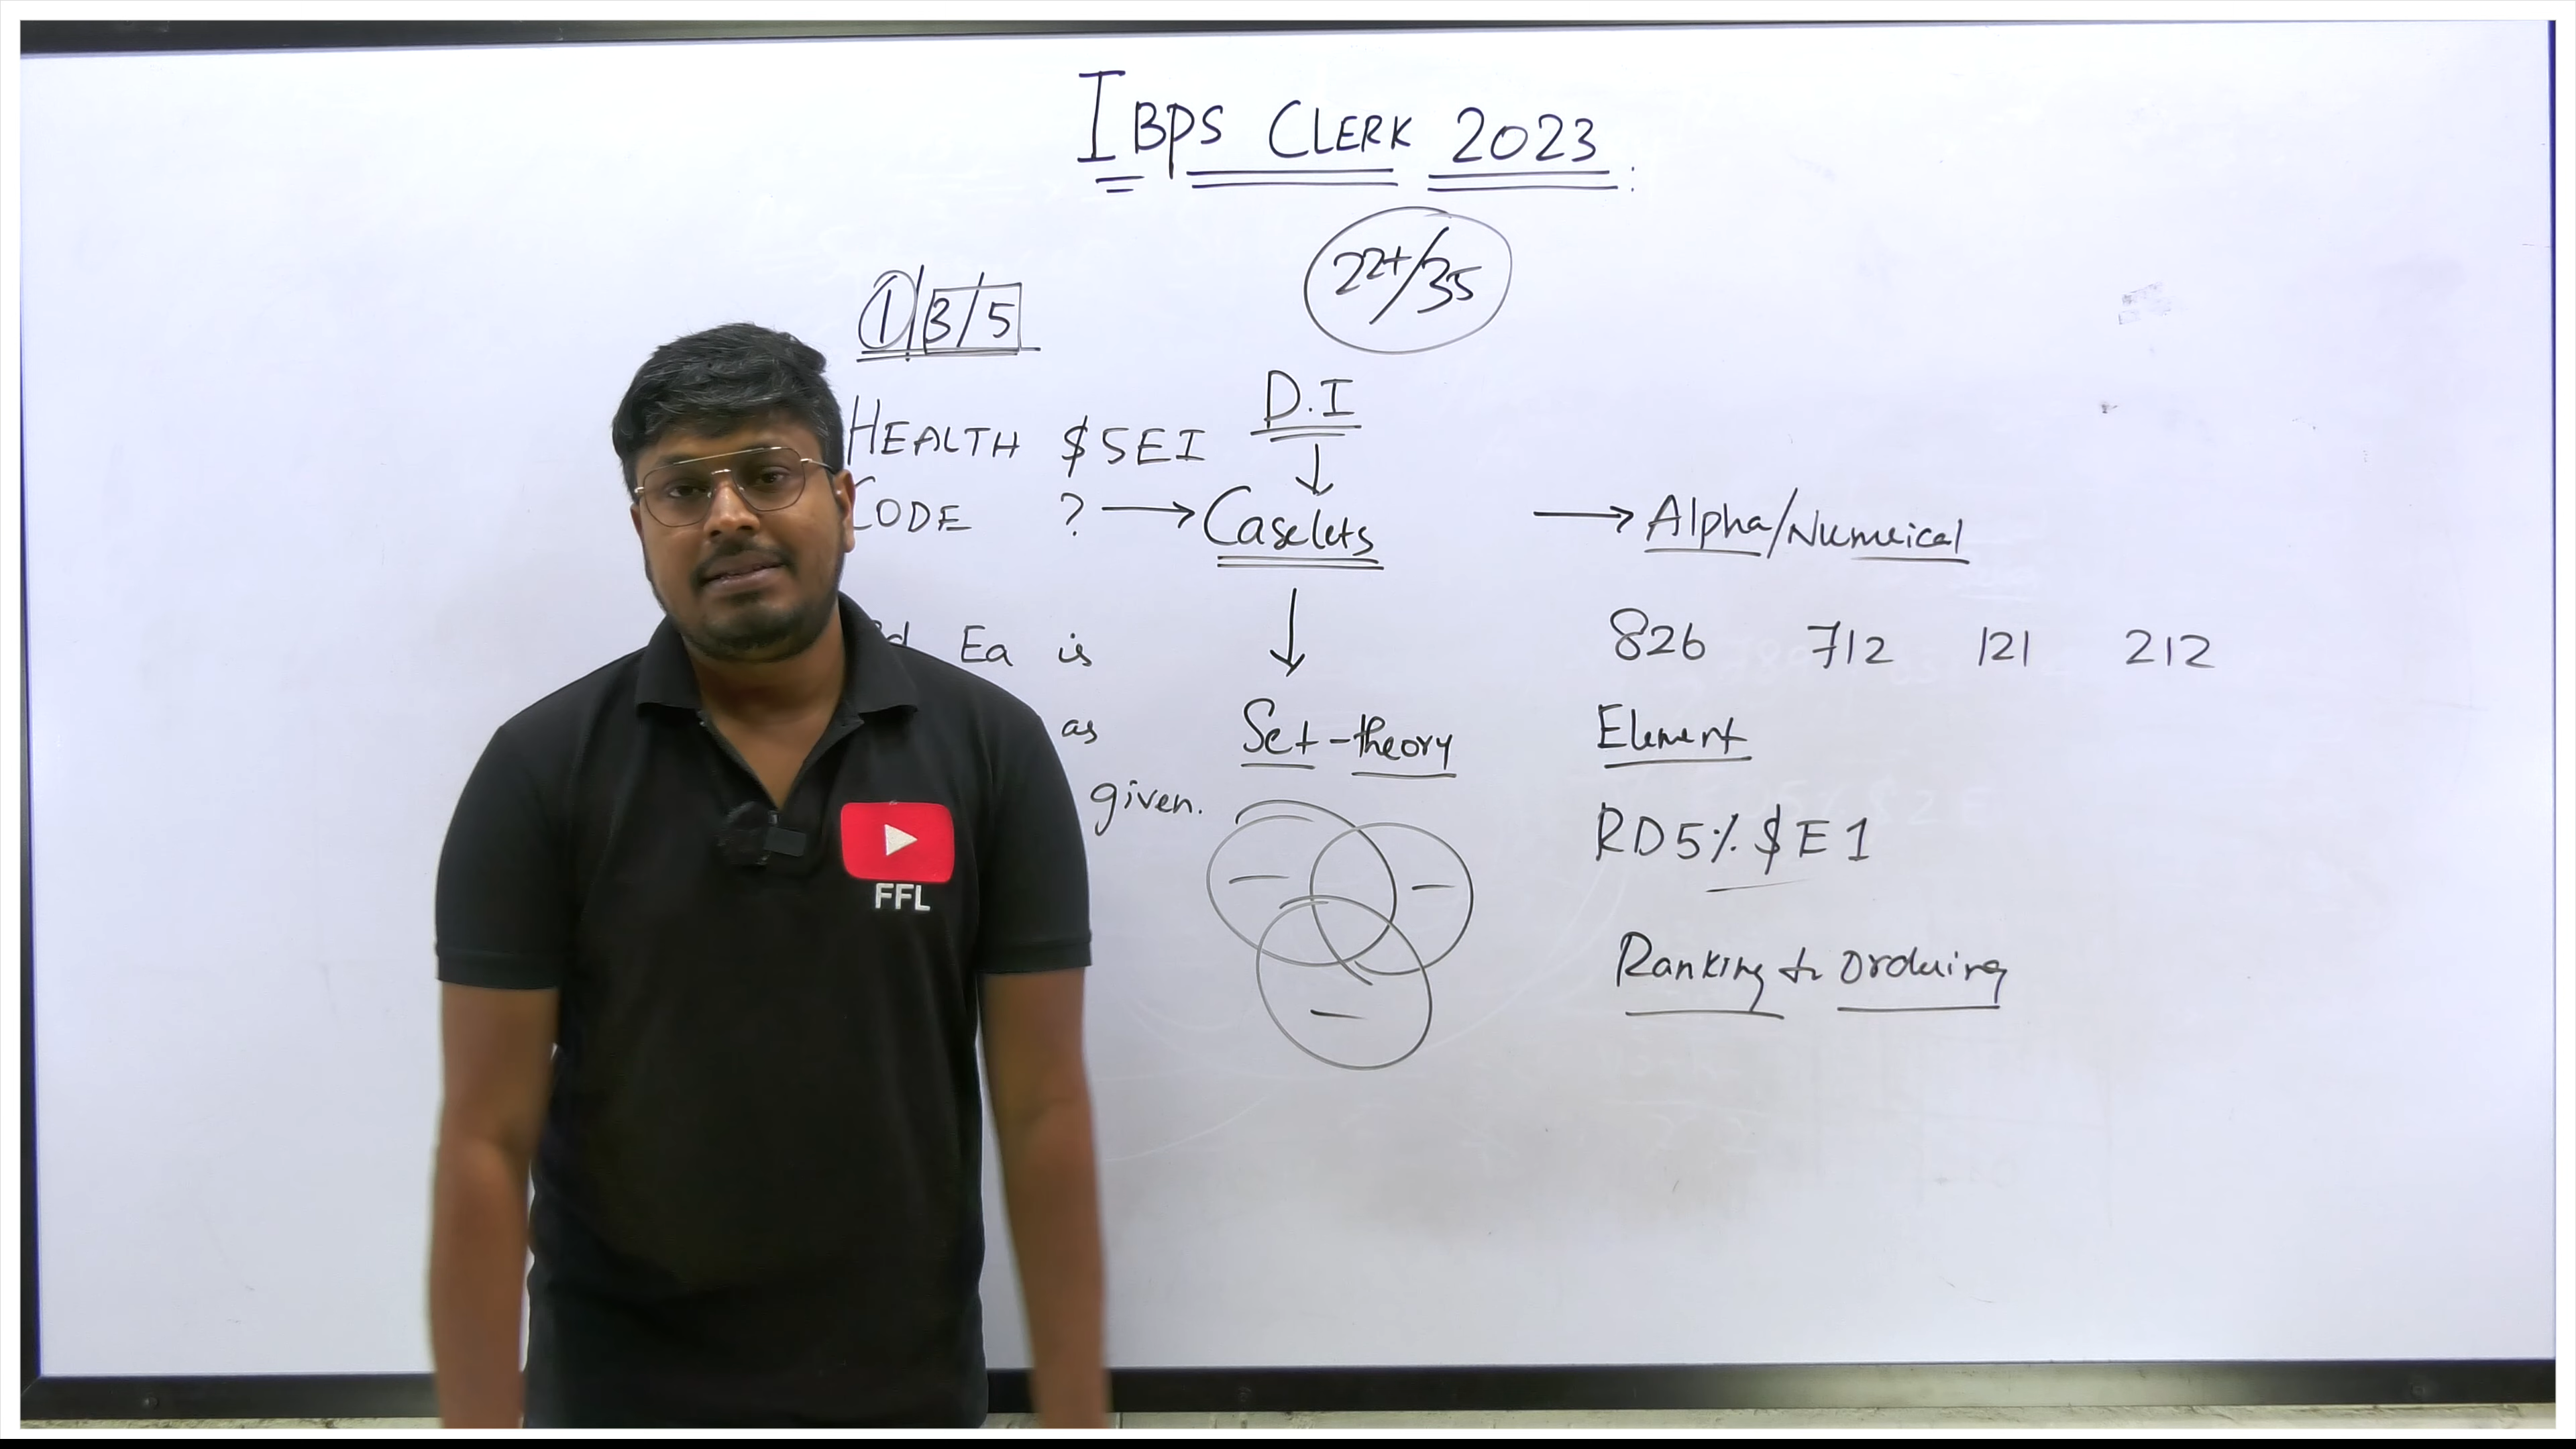 IBPS CLERK 2023 :
22+/35
1/3/5
D.I
HEALTH $5EI
CODE ? → Caselets
→ Alpha/Numeical
Ea is
826 712 121 212
as
Set-theory
Element
given.
RD5%$E1
FFL
Ranking & Ordering